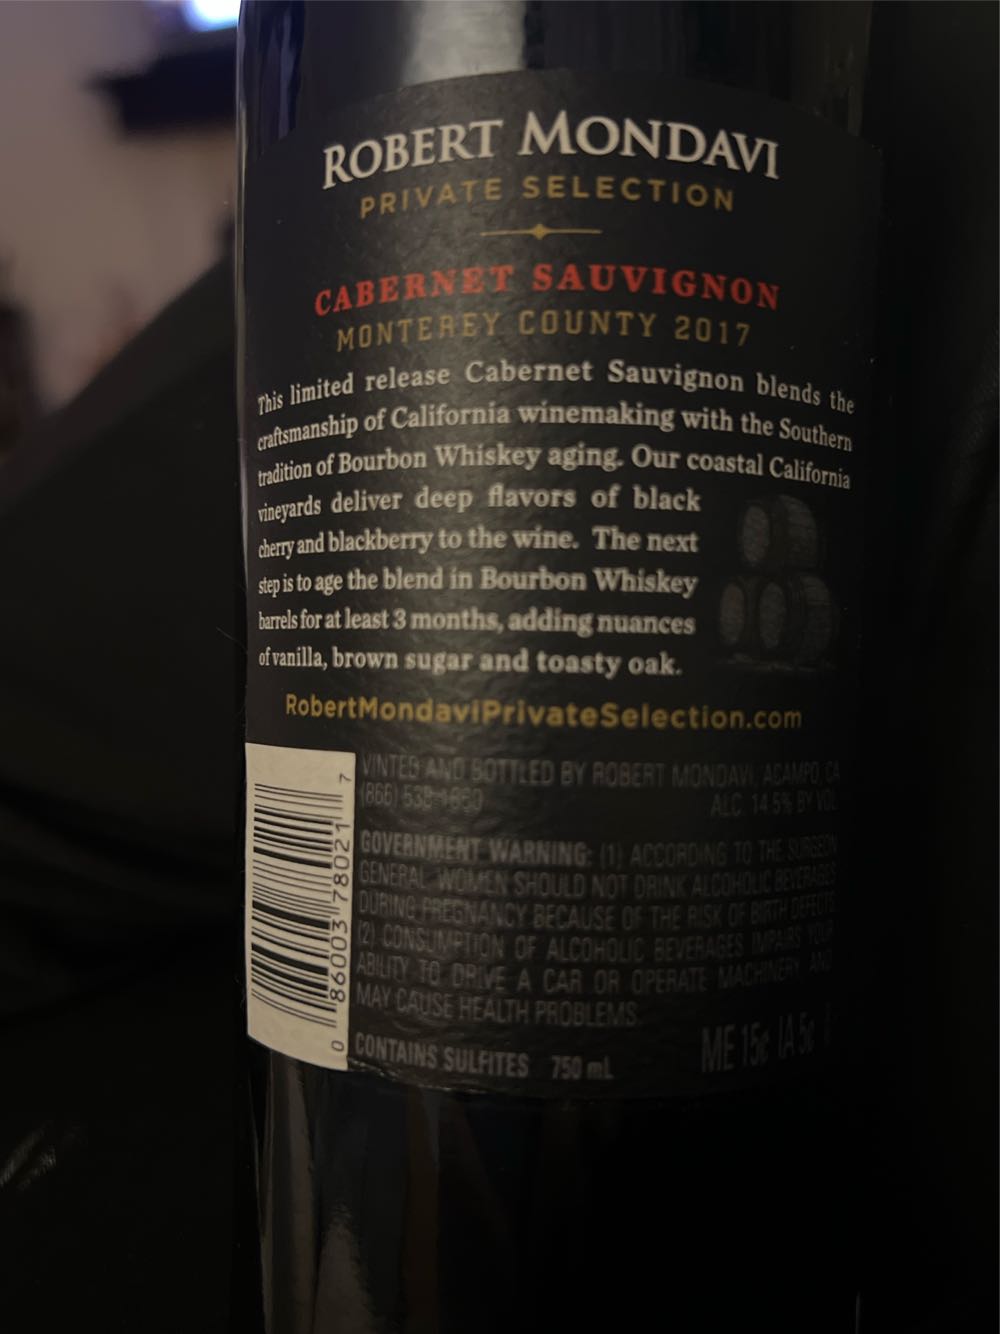 ROBERT MONDAVI
PRIVATE SELECTION
CABERNET SAUVIGNON
MONTEREY COUNTY 2017
This limited release Cabernet Sauvignon blends the
craftsmanship of California winemaking with the Southern
tradition of Bourbon Whiskey aging. Our coastal California
vineyards deliver deep flavors of black
cherry and blackberry to the wine. The next
step is to age the blend in Bourbon Whiskey
barrels for at least 3 months, adding nuances
of vanilla, brown sugar and toasty oak.
RobertMondaviPrivateSelection.com
VINTED AND BOTTLED BY ROBERT MONDAVI, ACAMPO, CA
(866) ALC. 14.5% BY VOL
GOVERNMENT WARNING: (1) ACCORDING TO THE SURGEON
GENERAL, WOMEN SHOULD NOT DRINK ALCOHOLIC BEVERAGES
DURING PREGNANCY BECAUSE OF THE RISK OF BIRTH DEFECTS
(2) CONSUMPTION OF ALCOHOLIC BEVERAGES IMPAIRS YOUR
ABILITY TO DRIVE A CAR OR OPERATE MACHINERY, AND
MAY CAUSE HEALTH PROBLEMS.
CONTAINS SULFITES 750 mL
ME 15¢ IA 5¢
0 86003 78021 7